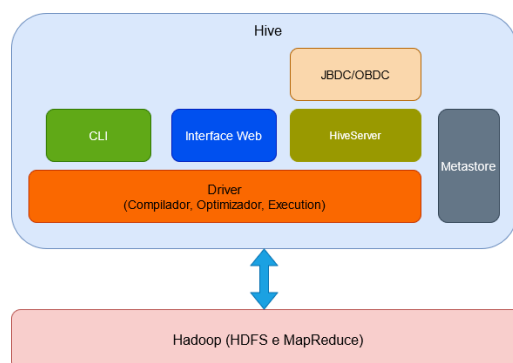 Hive
JBDC/OBDC
CLI
Interface Web
HiveServer
Metastore
Driver
(Compilador, Optimizador, Execution)
Hadoop (HDFS e MapReduce)